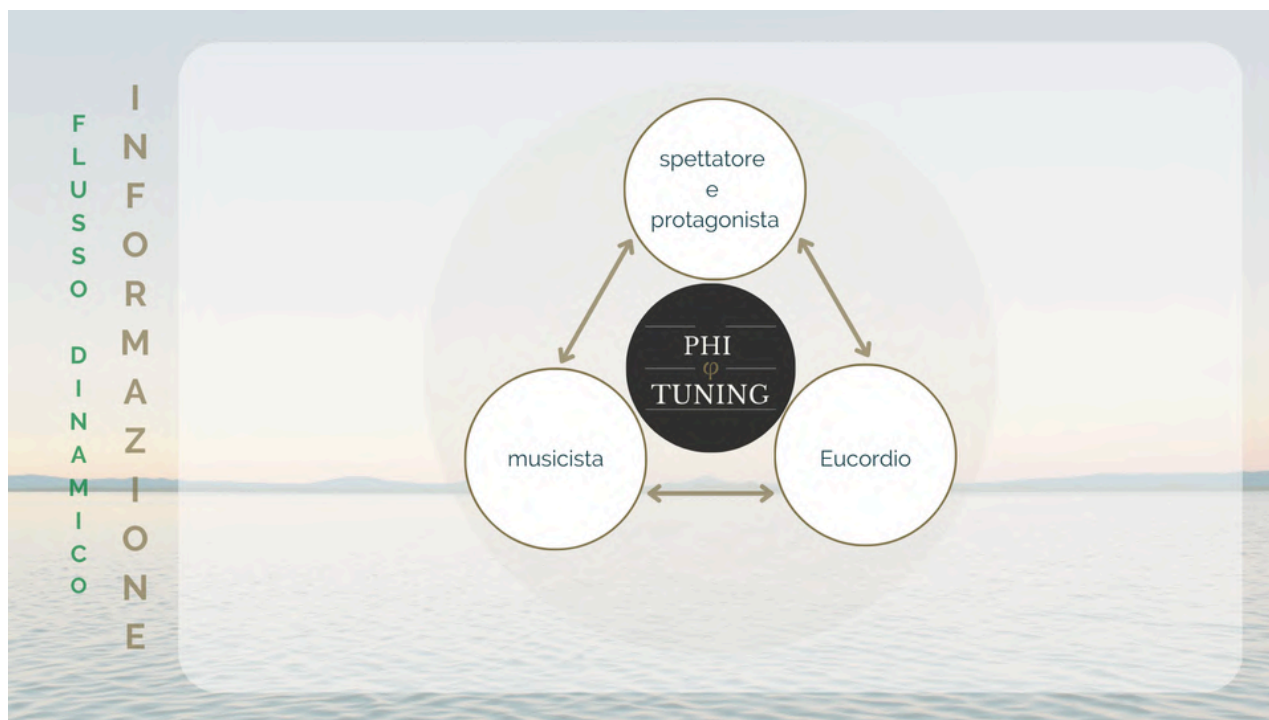 FLUSSO DINAMICO
INFORMAZIONE
spettatore
e
protagonista
PHI
φ
TUNING
musicista
Eucordio